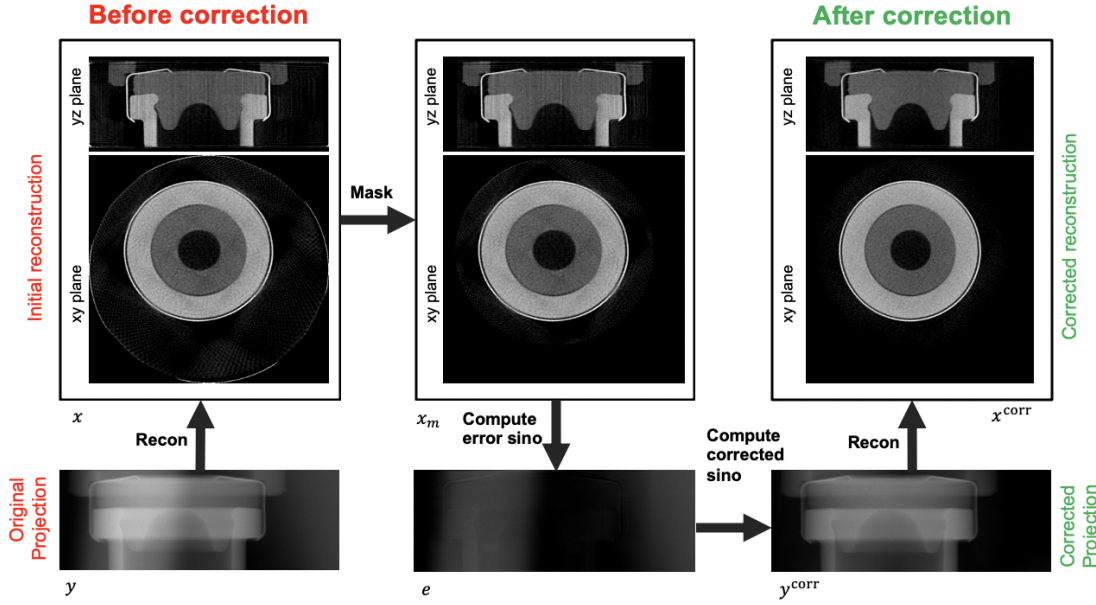 Before correction
After correction
Initial reconstruction
yz plane
xy plane
Mask
yz plane
xy plane
yz plane
xy plane
Corrected reconstruction
x
Recon
x_m
Compute
error sino
Compute
corrected
sino
Recon
x^corr
Original
Projection
y
e
y^corr
Corrected
Projection